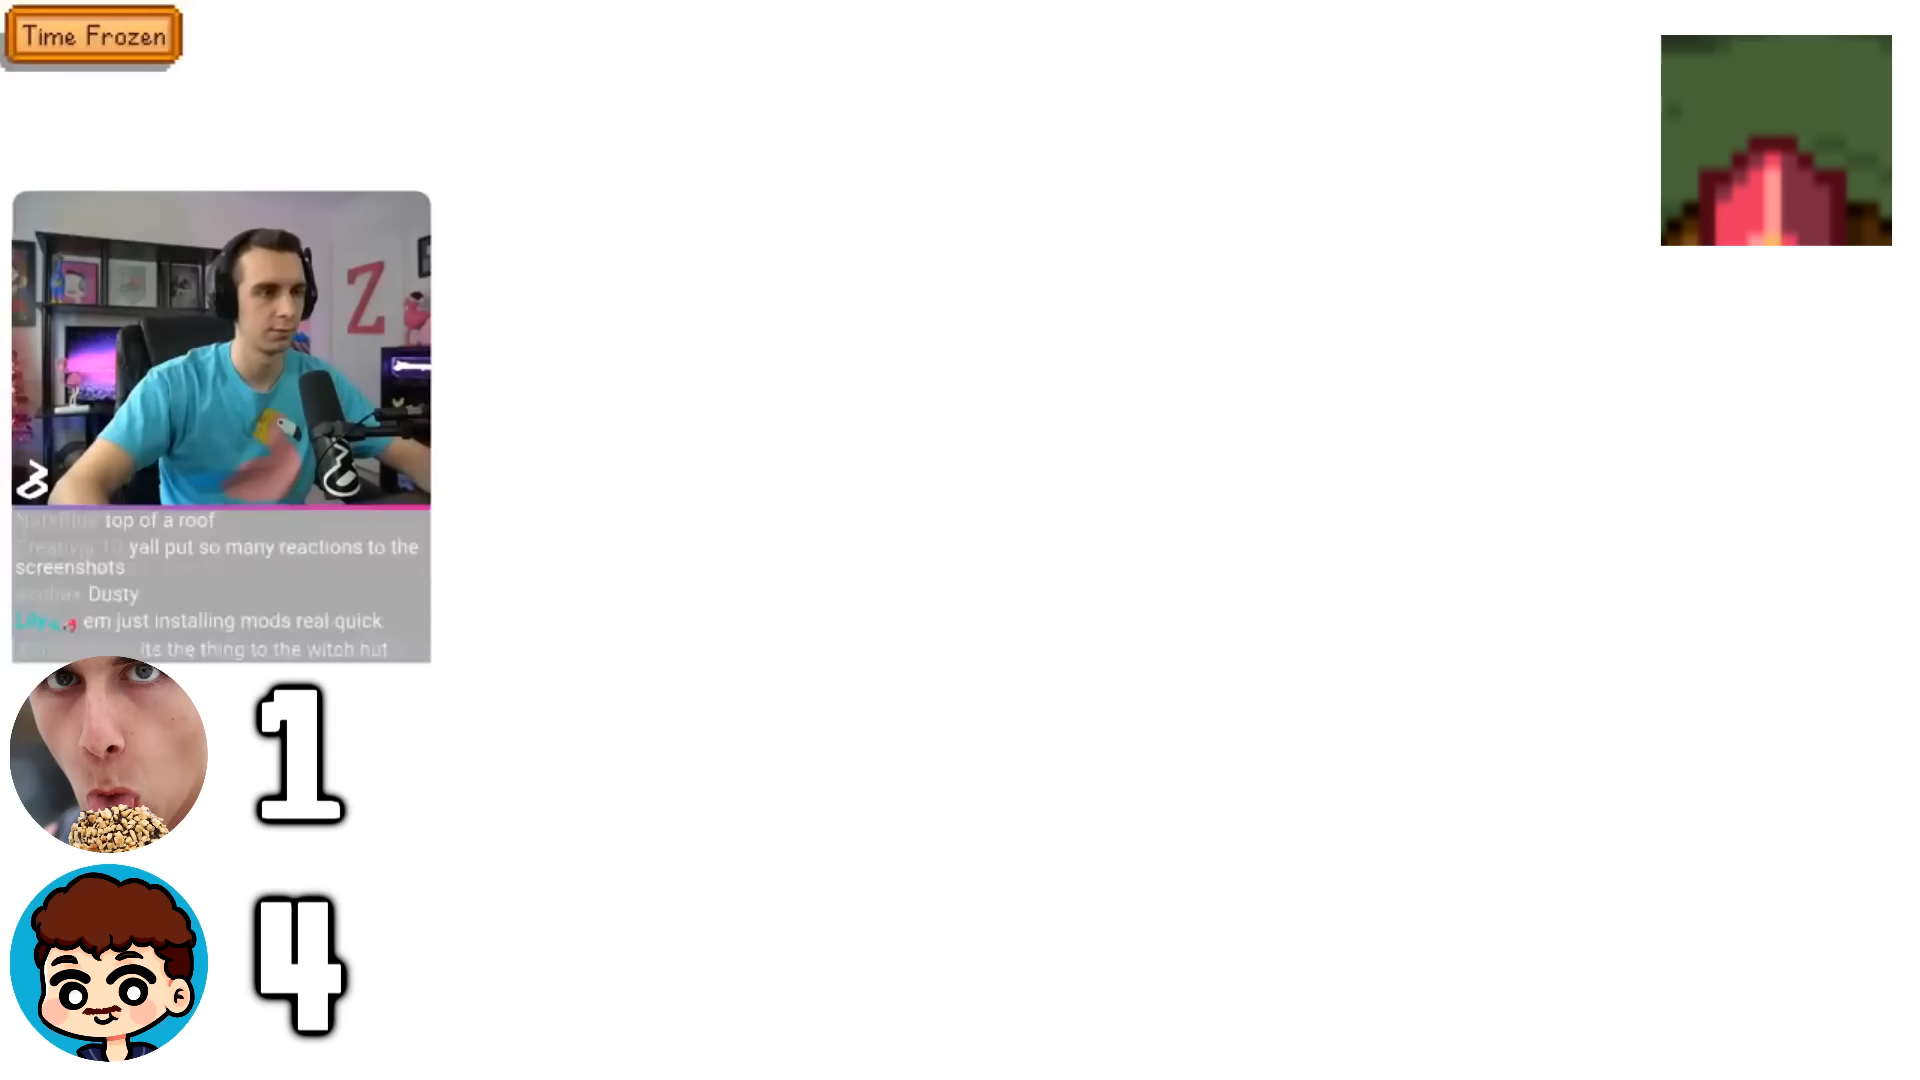 Time Frozen
Z
top of a roof
yall put so many reactions to the
screenshots
Dusty
em just installing mods real quick
its the thing to the witch hut
1
4